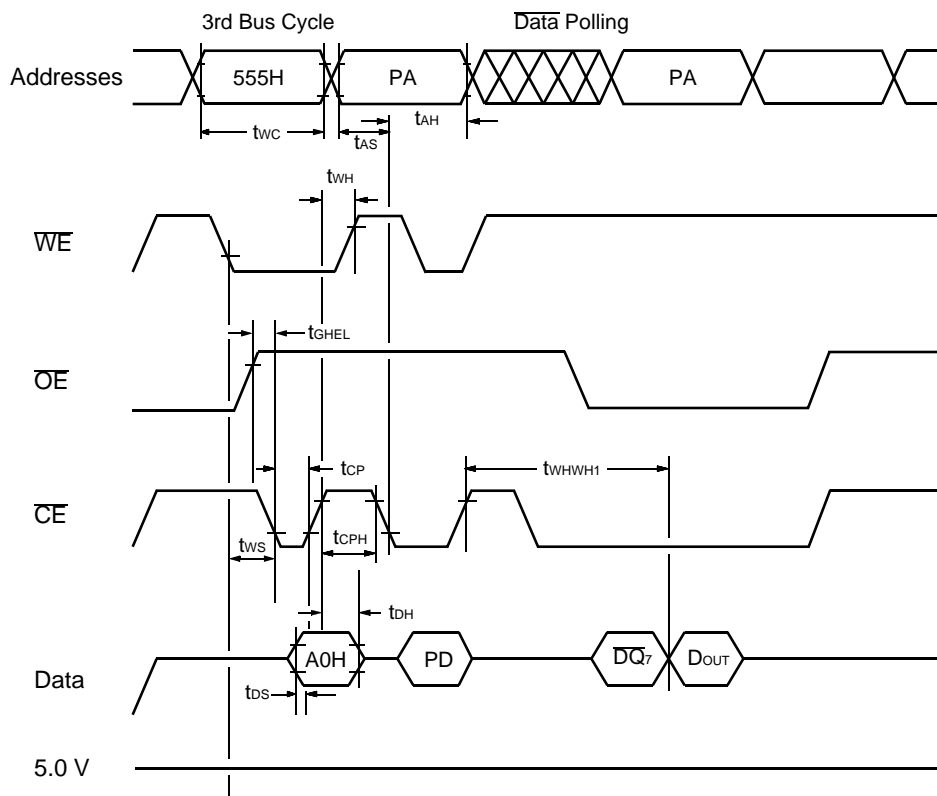 3rd Bus Cycle
Data Polling
Addresses
555H
PA
PA
tWC
tAS
tAH
tWH
WE
tGHEL
OE
tCP
tWHWH1
CE
tWS
tCPH
tDH
Data
A0H
PD
DQ7
DOUT
tDS
5.0 V